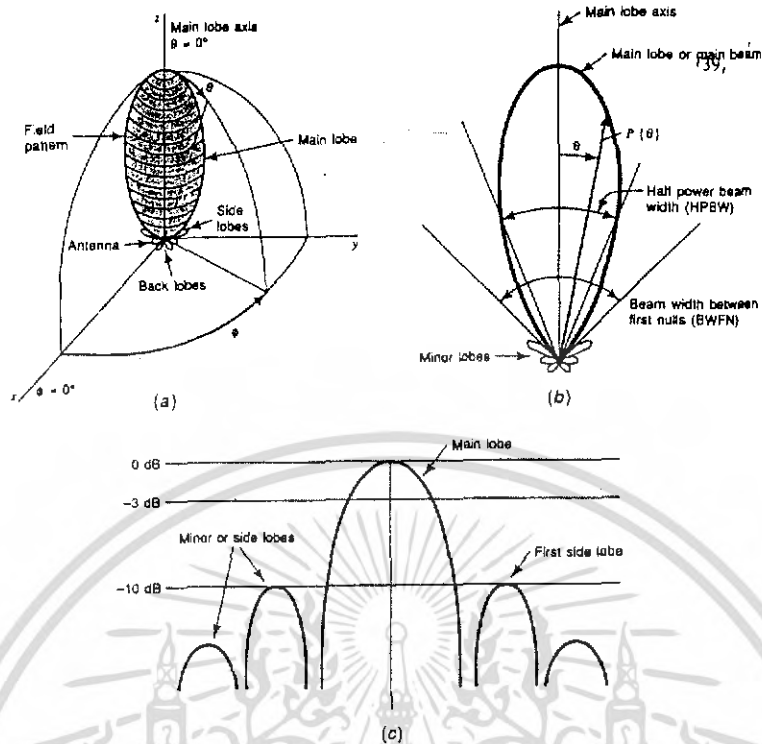 z
Main lobe axis
θ = 0°
θ
Field
pattern
Main lobe
Side
lobes
Antenna
y
Back lobes
φ
x
φ = 0°
(a)
Main lobe axis
Main lobe or main beam
139,
P (θ)
θ
Half power beam
width (HPBW)
Beam width between
first nulls (BWFN)
Minor lobes
(b)
Main lobe
0 dB
−3 dB
Minor or side lobes
First side lobe
−10 dB
(c)